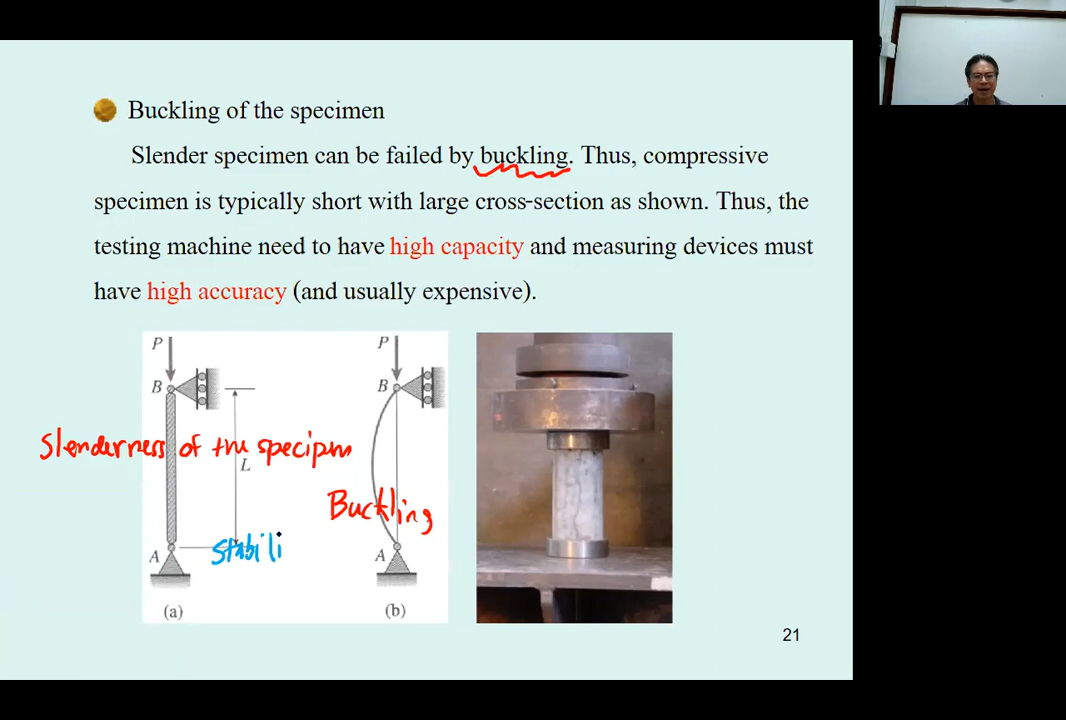 Buckling of the specimen
Slender specimen can be failed by buckling. Thus, compressive
specimen is typically short with large cross-section as shown. Thus, the
testing machine need to have high capacity and measuring devices must
have high accuracy (and usually expensive).
P
P
B
B
Slenderness of the
L
Buckling
stabili
A
A
(a)
(b)
21